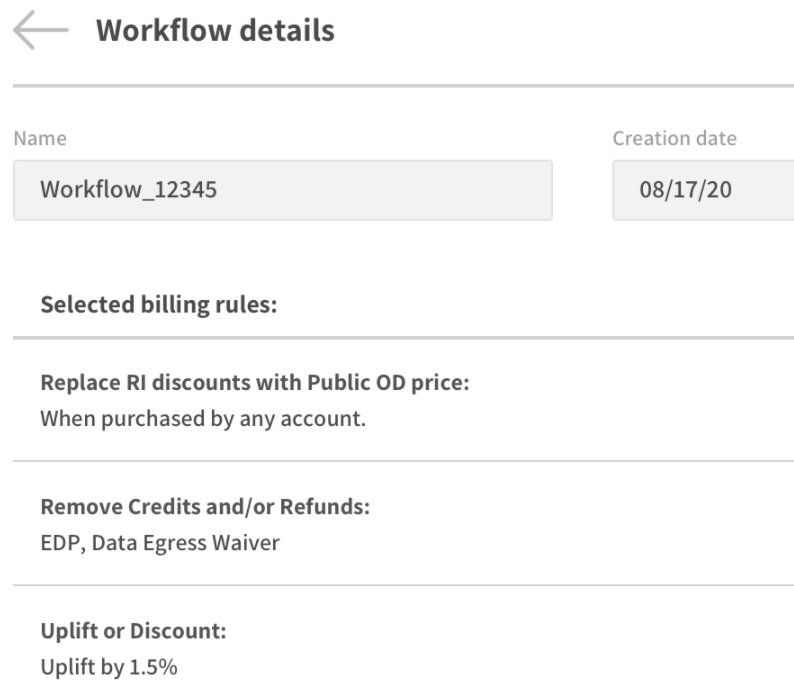 Workflow details
Name
Creation date
Workflow_12345
08/17/20
Selected billing rules:
Replace RI discounts with Public OD price:
When purchased by any account.
Remove Credits and/or Refunds:
EDP, Data Egress Waiver
Uplift or Discount:
Uplift by 1.5%